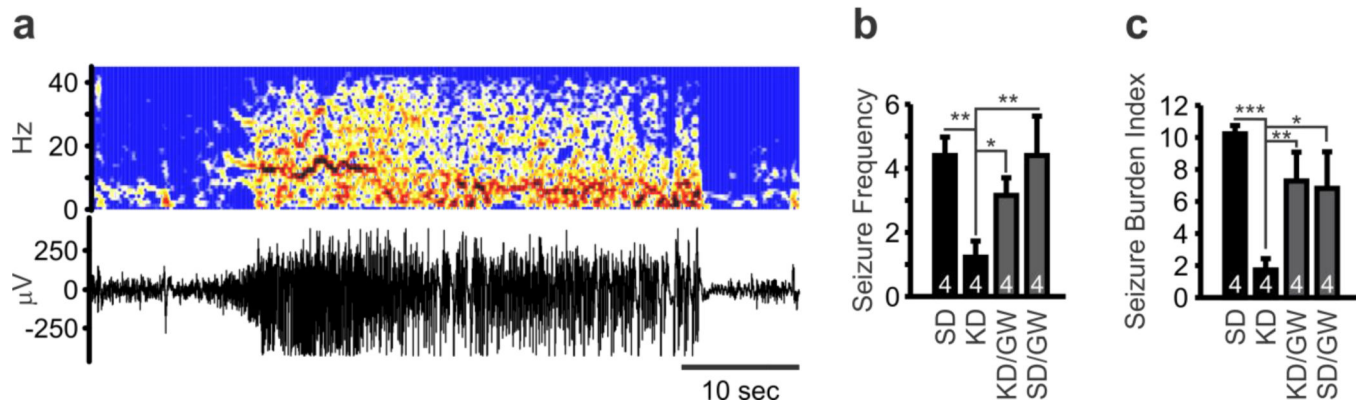 a
Hz
40
20
0
µV
250
0
-250
10 sec
b
Seizure Frequency
6
4
2
0
**
**
*
4
4
4
4
SD
KD
KD/GW
SD/GW
c
Seizure Burden Index
12
10
8
6
4
2
0
***
*
**
4
4
4
4
SD
KD
KD/GW
SD/GW